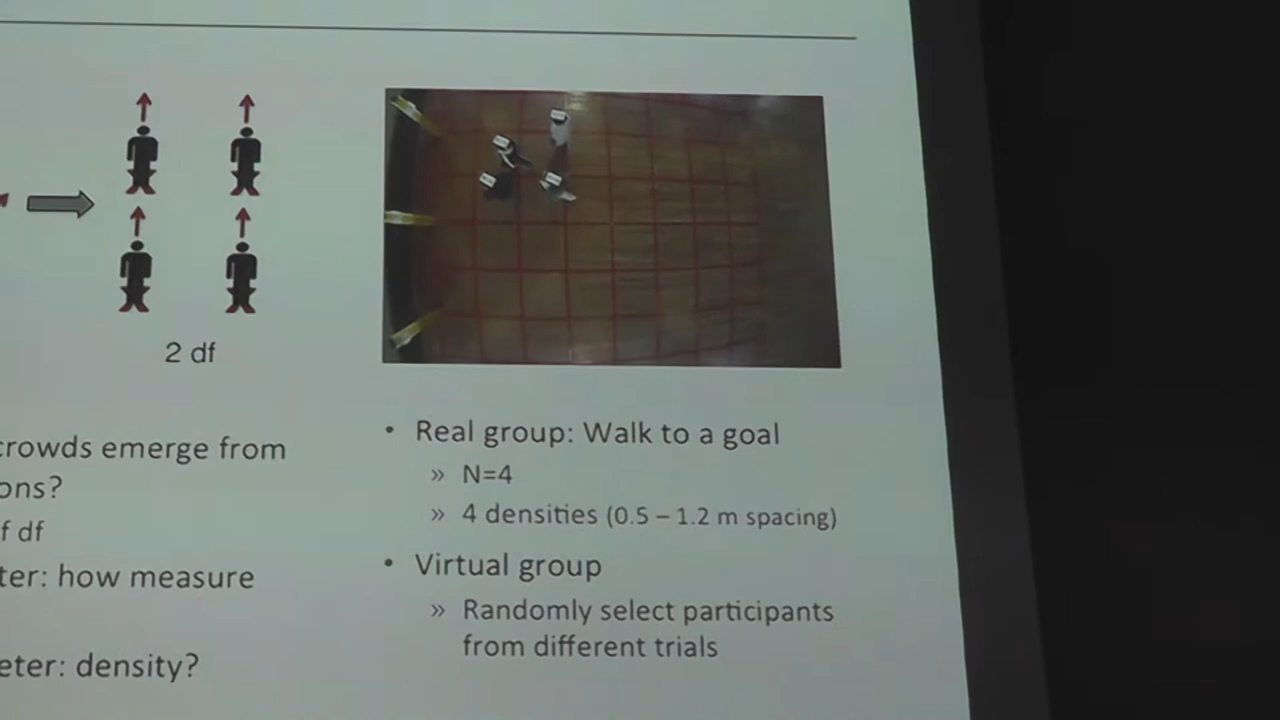 2 df
crowds emerge from
ons?
f df
ter: how measure
eter: density?
• Real group: Walk to a goal
» N=4
» 4 densities (0.5 – 1.2 m spacing)
• Virtual group
» Randomly select participants
from different trials